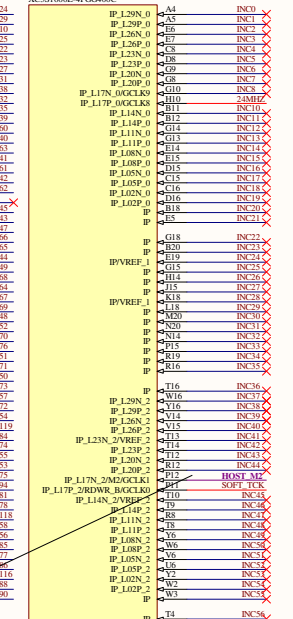 IP_L29N_0 A4 INC0
IP_L29P_0 A5 INC1
IP_L26N_0 E6 INC2
IP_L26P_0 E7 INC3
IP_L23N_0 C8 INC4
IP_L23P_0 D8 INC5
IP_L20N_0 G9 INC6
IP_L20P_0 G8 INC7
IP_L17N_0/GCLK9 G10 INC8
IP_L17P_0/GCLK8 H10 24MHZ
IP_L14N_0 B11 INC10
IP_L14P_0 B12 INC11
IP_L11N_0 G14 INC12
IP_L11P_0 G13 INC13
IP_L08N_0 E14 INC14
IP_L08P_0 E15 INC15
IP_L05N_0 D15 INC16
IP_L05P_0 C15 INC17
IP_L02N_0 C16 INC18
IP_L02P_0 D16 INC19
IP B18 INC20
IP E5 INC21
IP G18 INC22
IP B20 INC23
IP/VREF_1 E19 INC24
IP G15 INC25
IP H14 INC26
IP J15 INC27
IP/VREF_1 K18 INC28
IP L18 INC29
IP M20 INC30
IP N20 INC31
IP N14 INC32
IP P15 INC33
IP R19 INC34
IP R16 INC35
IP T16 INC36
IP_L29N_2 W16 INC37
IP_L29P_2 Y16 INC38
IP_L26N_2 V14 INC39
IP_L26P_2 V15 INC40
IP_L23N_2/VREF_2 T13 INC41
IP_L23P_2 T14 INC42
IP_L20N_2 T12 INC43
IP_L20P_2 R12 INC44
IP_L17N_2/M2/GCLK1 P12 HOST_M2
IP_L17P_2/RDWR_B/GCLK0 P11 SOFT_TCK
IP_L14N_2/VREF_2 T10 INC45
IP_L14P_2 T9 INC46
IP_L11N_2 R8 INC47
IP_L11P_2 T8 INC48
IP_L08N_2 Y6 INC49
IP_L08P_2 W6 INC50
IP_L05N_2 V6 INC51
IP_L05P_2 U6 INC52
IP_L02N_2 Y2 INC53
IP_L02P_2 W2 INC54
IP W3 INC55
IP T4 INC56